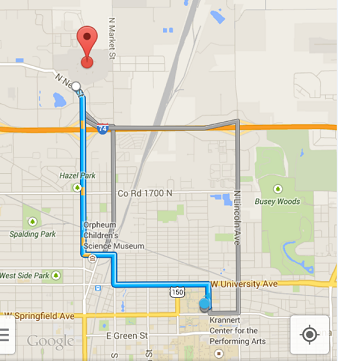 N Market St
N Ne
74
Hazel Park
Co Rd 1700 N
N Lincoln Ave
Busey Woods
Spalding Park
Orpheum
Children's
Science Museum
West Side Park
W University Ave
150
W Springfield Ave
Krannert
Center for the
Performing Arts
E Green St
Google
S
S